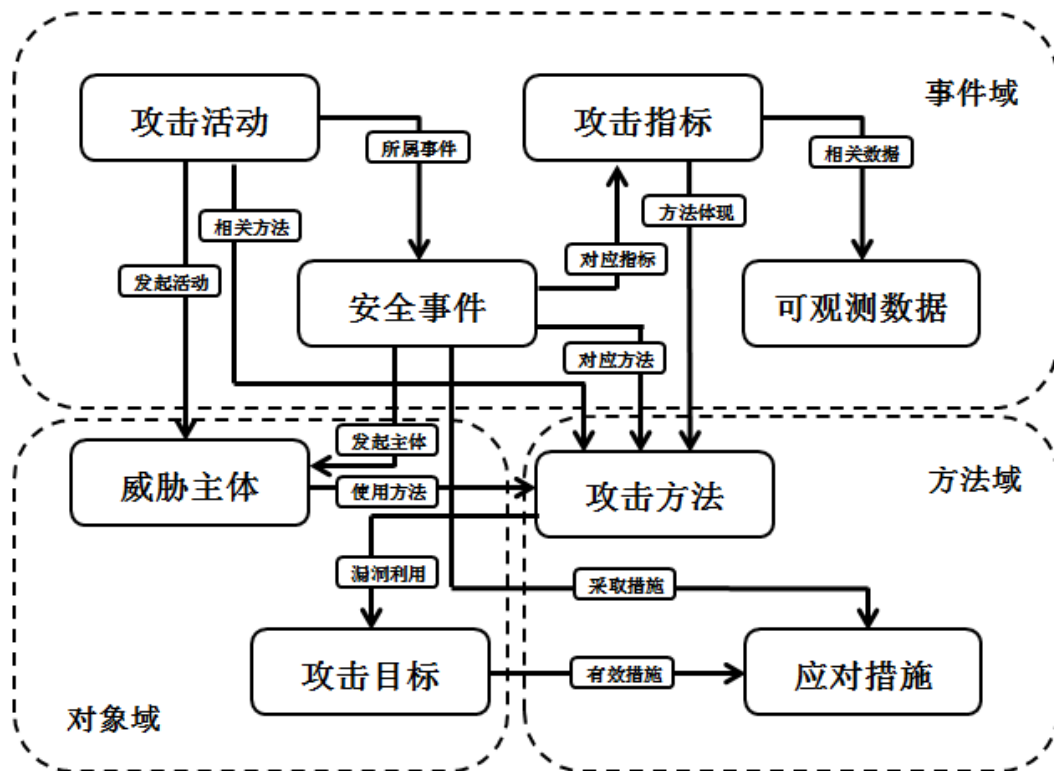 事件域
攻击活动
攻击指标
所属事件
相关数据
相关方法
方法体现
发起活动
对应指标
安全事件
可观测数据
对应方法
发起主体
威胁主体
使用方法
攻击方法
方法域
漏洞利用
采取措施
攻击目标
有效措施
应对措施
对象域